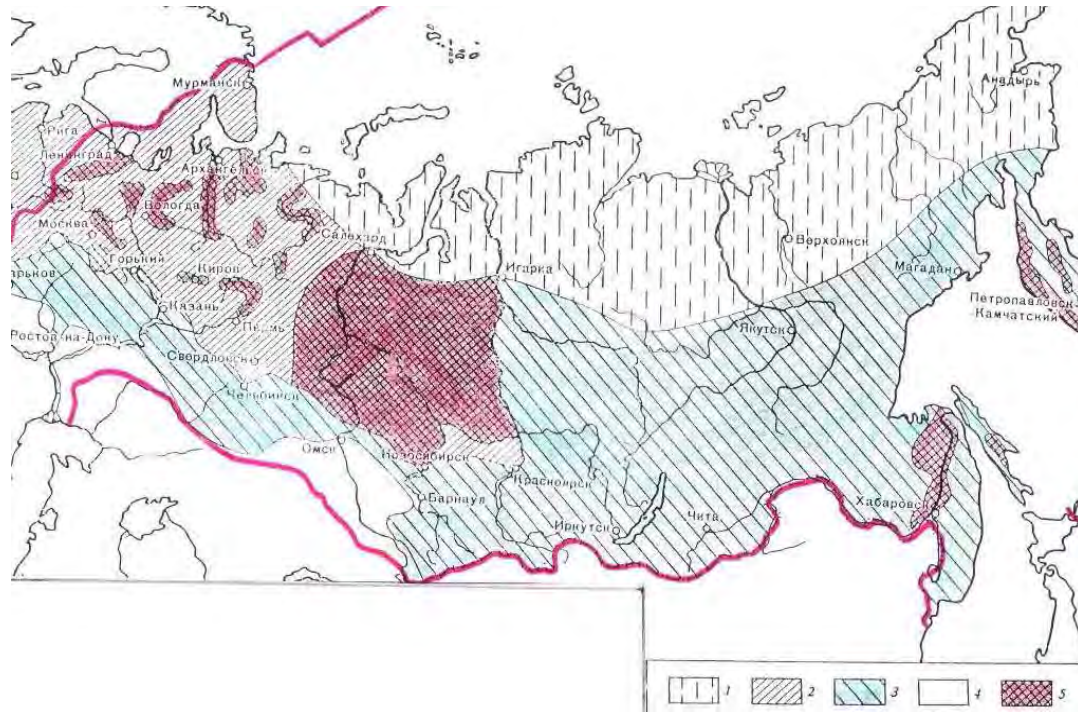 Мурманск
Анадырь
Рига
Ленинград
Архангельск
Вологда
Москва
Салехард
Верхоянск
Горький
Киров
Игарка
Магадан
арьков
Казань
Петропавловск-
Камчатский
Пермь
Якутск
Ростов-на-Дону
Свердловск
Челябинск
Омск
Новосибирск
Красноярск
Хабаровск
Барнаул
Чита
Иркутск
1 2 3 4 5